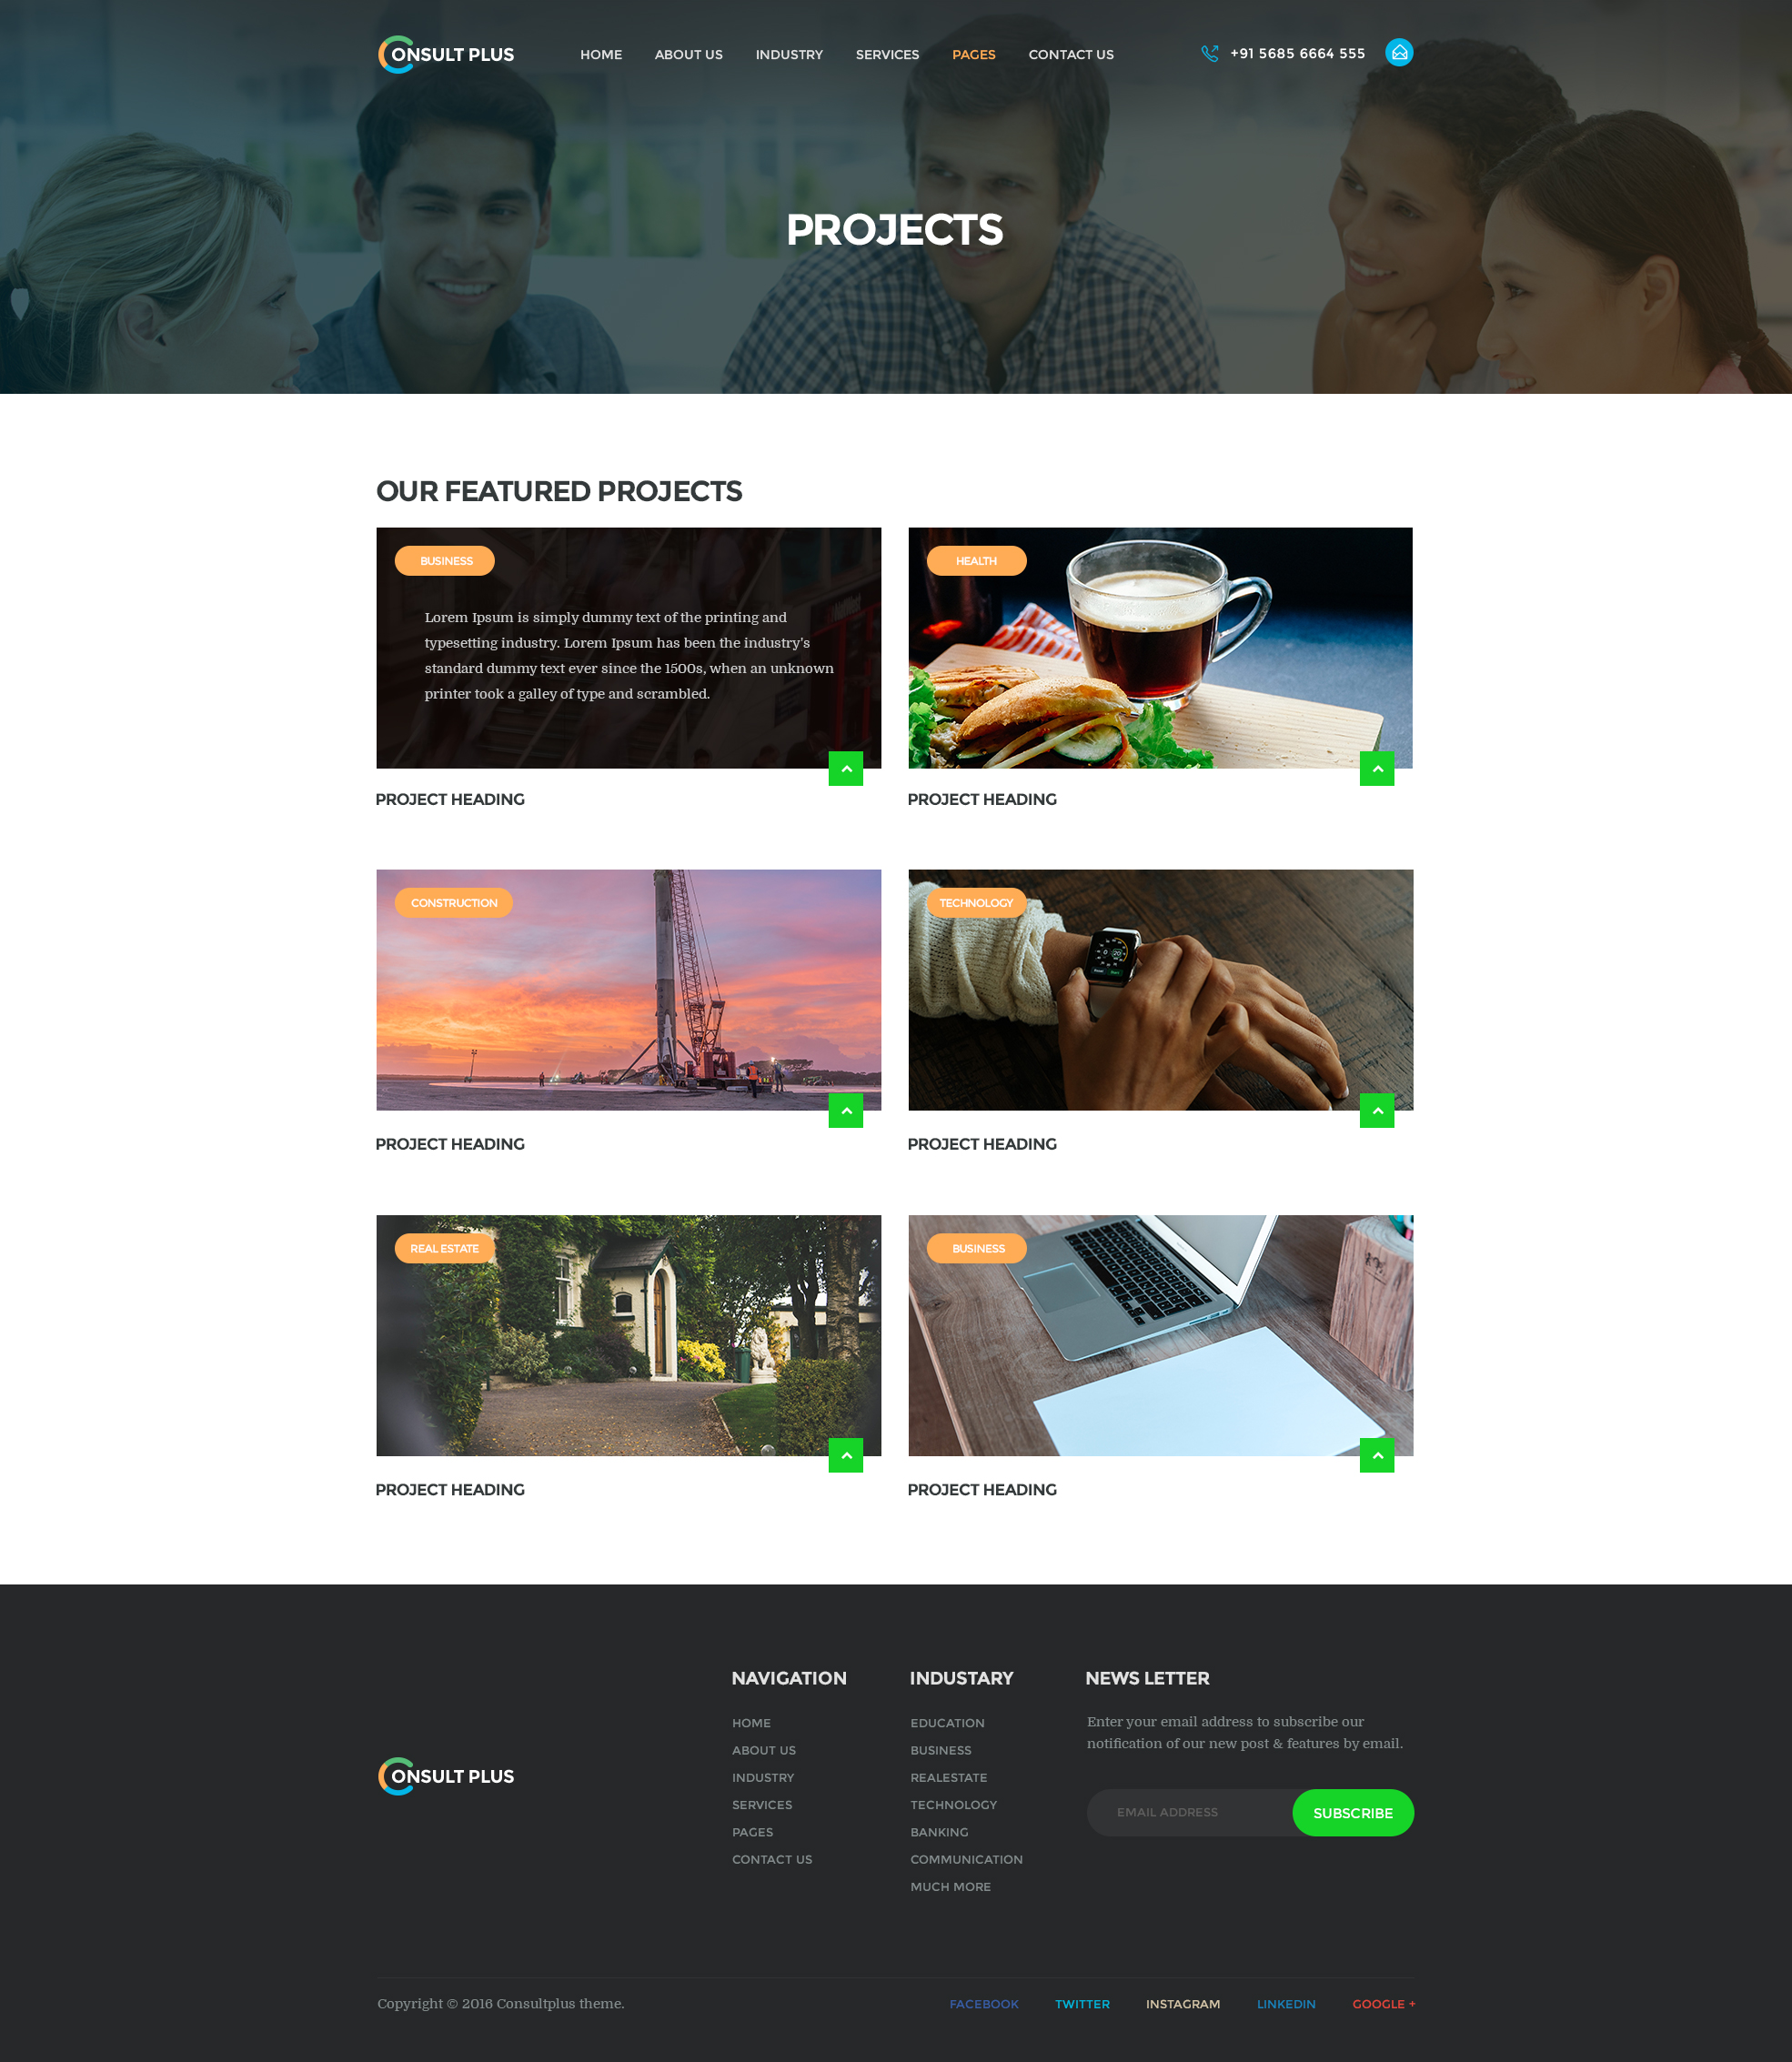 CONSULT PLUS
HOME
ABOUT US
INDUSTRY
SERVICES
PAGES
CONTACT US
+91 5685 6664 555
PROJECTS
OUR FEATURED PROJECTS
BUSINESS
Lorem Ipsum is simply dummy text of the printing and
typesetting industry. Lorem Ipsum has been the industry's
standard dummy text ever since the 1500s, when an unknown
printer took a galley of type and scrambled.
PROJECT HEADING
HEALTH
PROJECT HEADING
CONSTRUCTION
PROJECT HEADING
TECHNOLOGY
PROJECT HEADING
REAL ESTATE
PROJECT HEADING
BUSINESS
PROJECT HEADING
CONSULT PLUS
NAVIGATION
HOME
ABOUT US
INDUSTRY
SERVICES
PAGES
CONTACT US
INDUSTARY
EDUCATION
BUSINESS
REALESTATE
TECHNOLOGY
BANKING
COMMUNICATION
MUCH MORE
NEWS LETTER
Enter your email address to subscribe our
notification of our new post & features by email.
EMAIL ADDRESS
SUBSCRIBE
Copyright © 2016 Consultplus theme.
FACEBOOK
TWITTER
INSTAGRAM
LINKEDIN
GOOGLE +